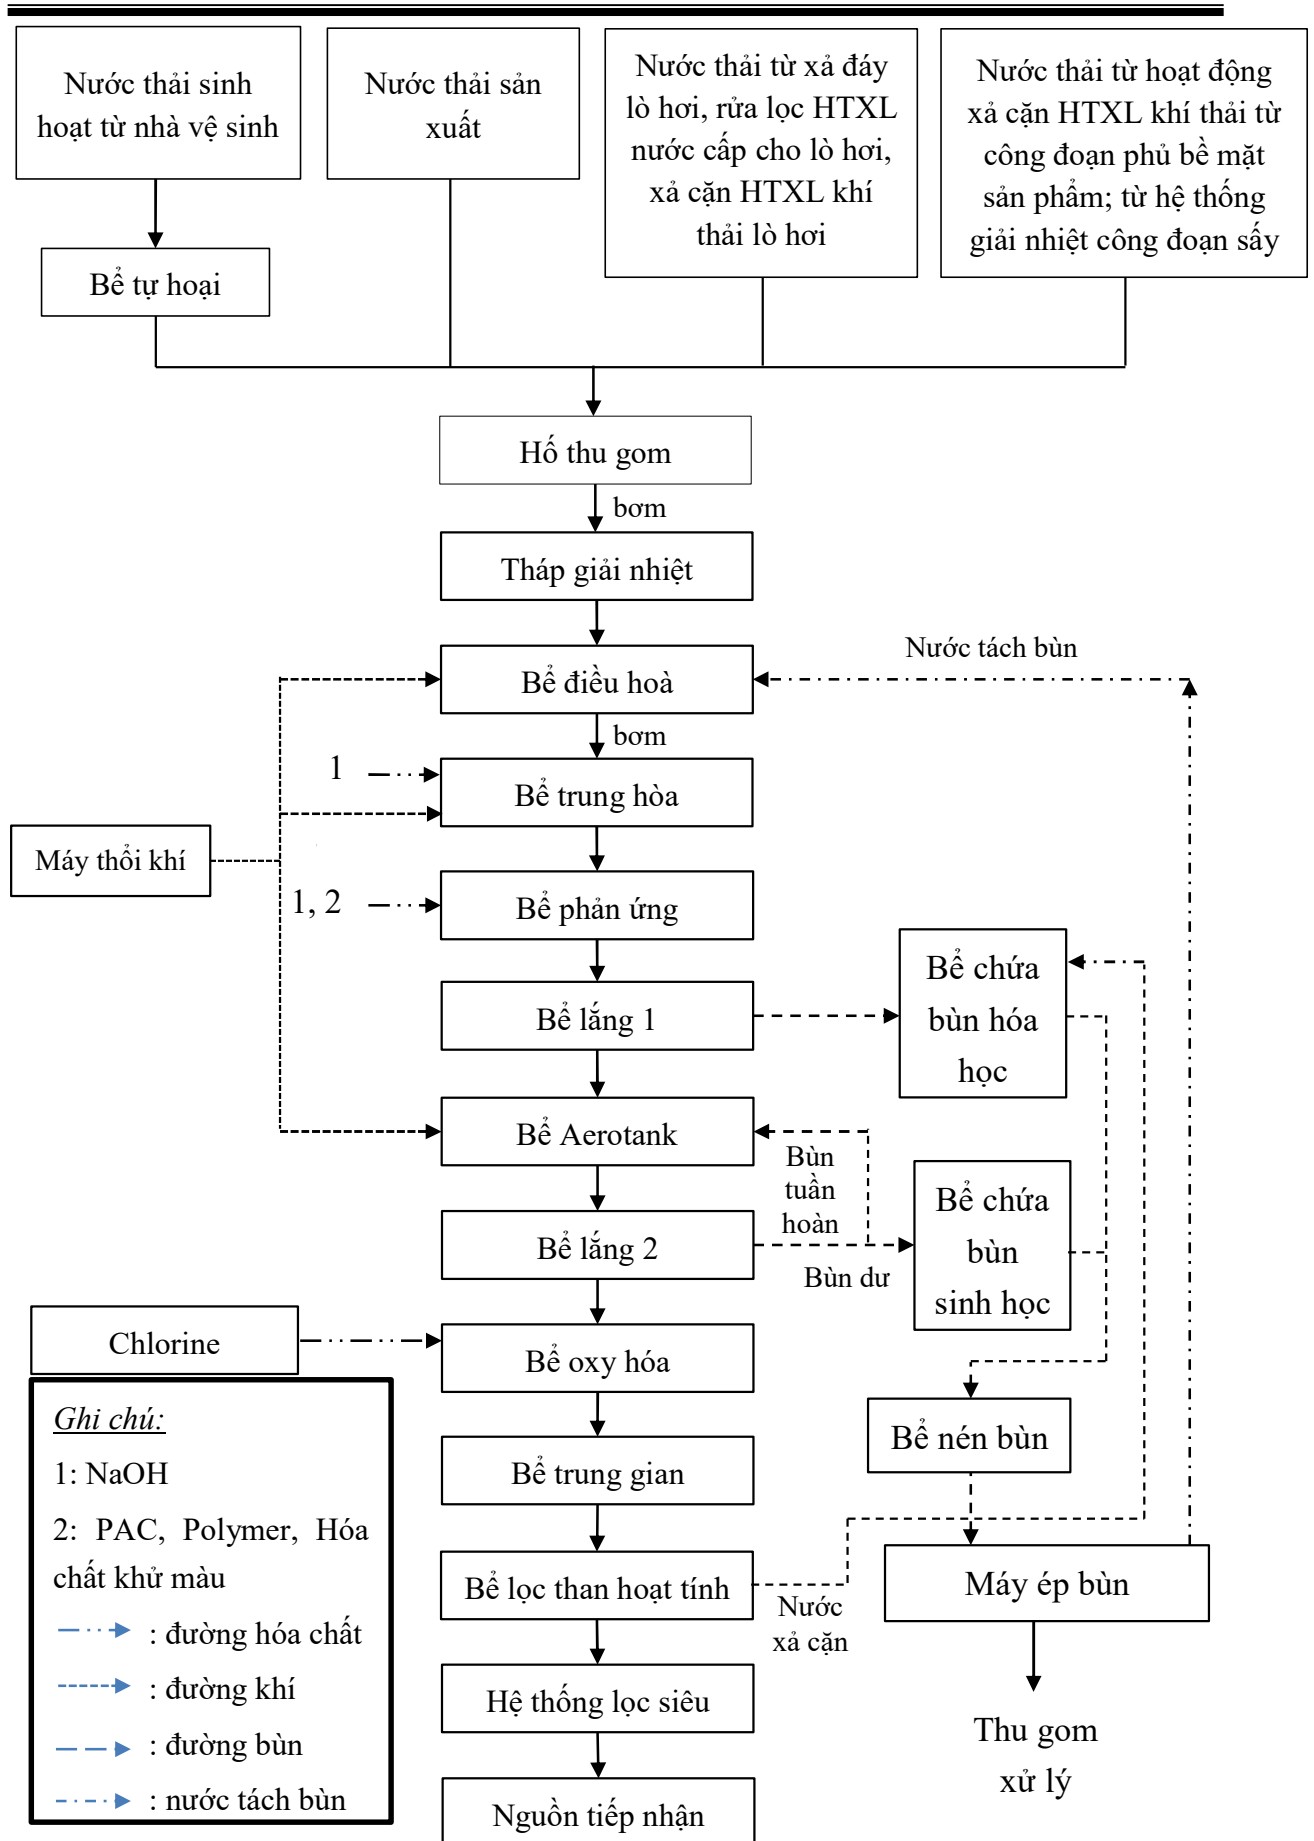 Nước thải sinh
hoạt từ nhà vệ sinh
Nước thải sản
xuất
Nước thải từ xả đáy
lò hơi, rửa lọc HTXL
nước cấp cho lò hơi,
xả cặn HTXL khí
thải lò hơi
Nước thải từ hoạt động
xả cặn HTXL khí thải từ
công đoạn phủ bề mặt
sản phẩm; từ hệ thống
giải nhiệt công đoạn sấy
Bể tự hoại
Hố thu gom
bơm
Tháp giải nhiệt
Nước tách bùn
Bể điều hoà
bơm
1
Bể trung hòa
Máy thổi khí
1, 2
Bể phản ứng
Bể chứa
bùn hóa
học
Bể lắng 1
Bể Aerotank
Bùn
tuần
hoàn
Bể chứa
bùn
sinh học
Bể lắng 2
Bùn dư
Chlorine
Bể oxy hóa
Ghi chú:
1: NaOH
2: PAC, Polymer, Hóa
chất khử màu
: đường hóa chất
: đường khí
: đường bùn
: nước tách bùn
Bể nén bùn
Bể trung gian
Bể lọc than hoạt tính
Nước
xả cặn
Máy ép bùn
Hệ thống lọc siêu
Thu gom
xử lý
Nguồn tiếp nhận